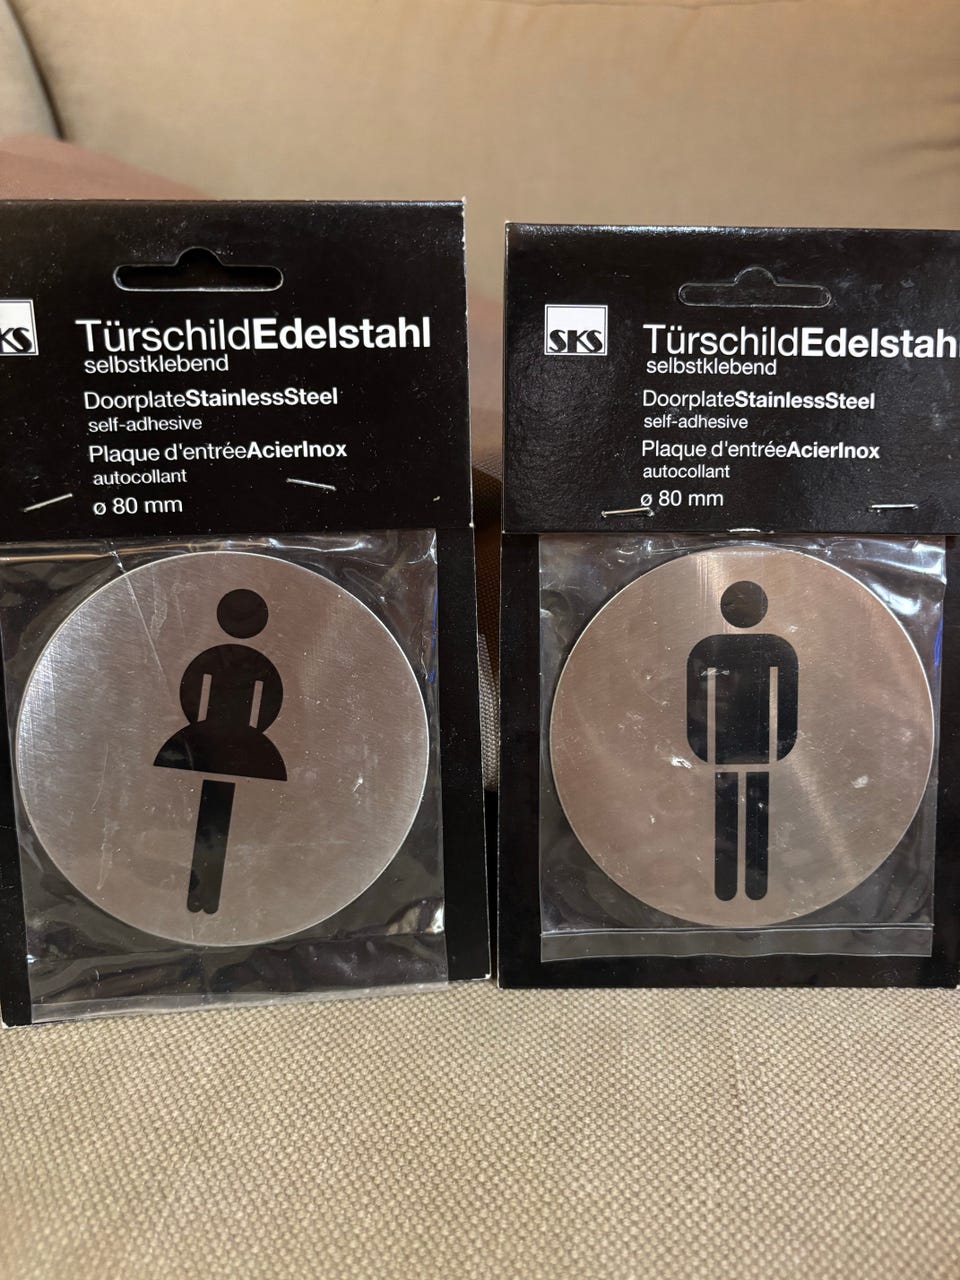 KS
TürschildEdelstahl
selbstklebend
DoorplateStainlessSteel
self-adhesive
Plaque d'entréeAcierInox
autocollant
ø 80 mm
SKS
TürschildEdelstahl
selbstklebend
DoorplateStainlessSteel
self-adhesive
Plaque d'entréeAcierInox
autocollant
ø 80 mm